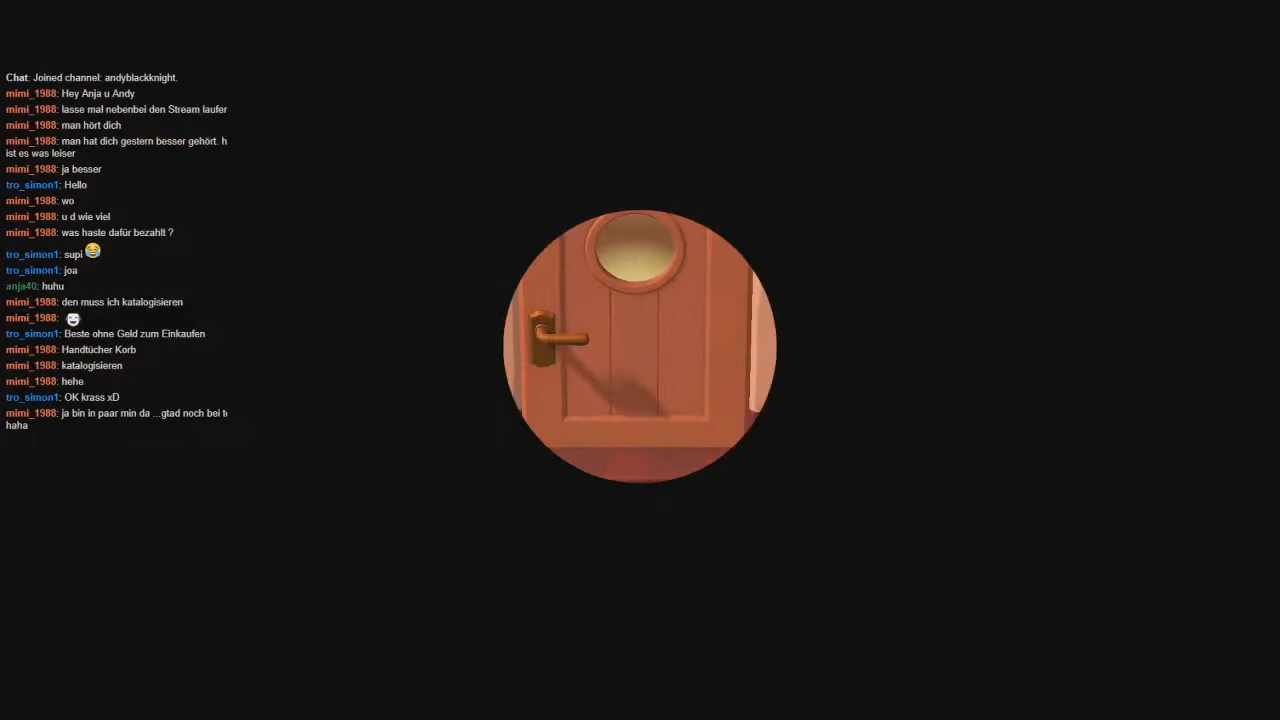 Chat: Joined channel: andyblackknight.
mimi_1988: Hey Anja u Andy
mimi_1988: lasse mal nebenbei den Stream laufer
mimi_1988: man hört dich
mimi_1988: man hat dich gestern besser gehört. h
ist es was leiser
mimi_1988: ja besser
tro_simon1: Hello
mimi_1988: wo
mimi_1988: u d wie viel
mimi_1988: was haste dafür bezahlt ?
tro_simon1: supi 😂
tro_simon1: joa
anja40: huhu
mimi_1988: den muss ich katalogisieren
mimi_1988:
tro_simon1: Beste ohne Geld zum Einkaufen
mimi_1988: Handtücher Korb
mimi_1988: katalogisieren
mimi_1988: hehe
tro_simon1: OK krass xD
mimi_1988: ja bin in paar min da ...gtad noch bei
haha